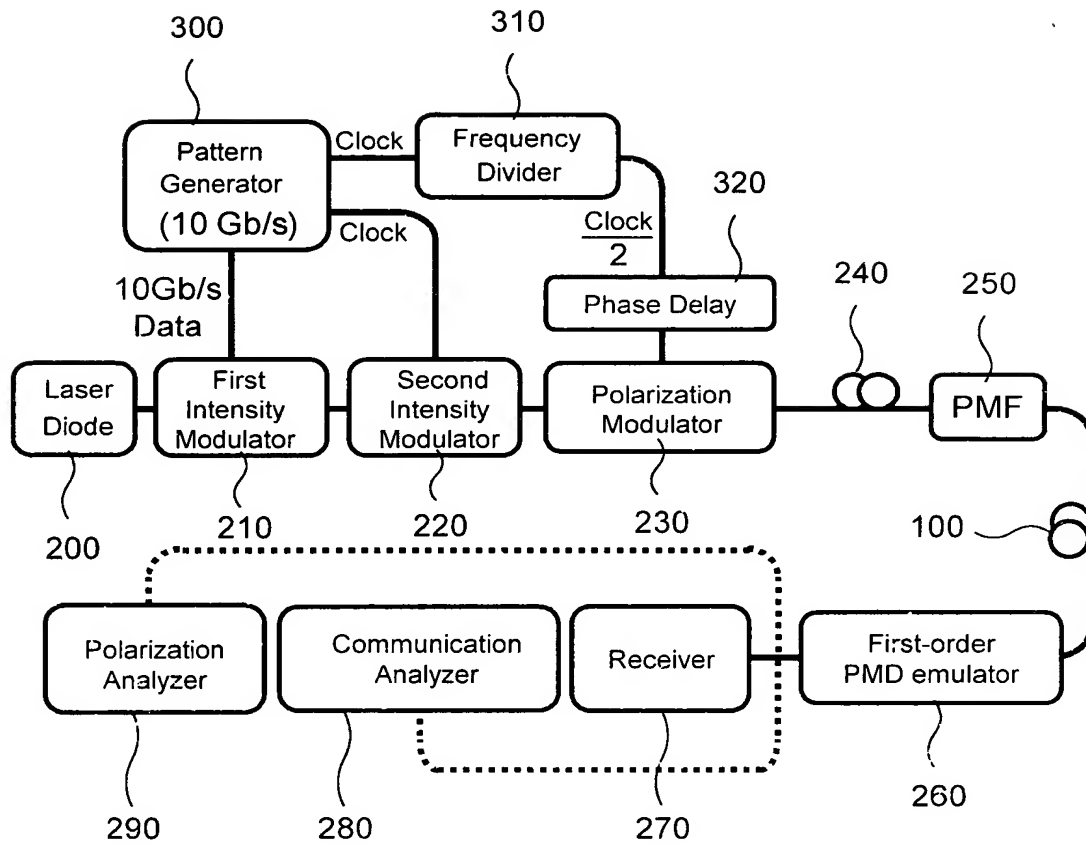 300
310
Pattern
Generator
(10 Gb/s)
Clock
Frequency
Divider
320
Clock
Clock
2
10Gb/s
Data
Phase Delay
240
250
Laser
Diode
First
Intensity
Modulator
Second
Intensity
Modulator
Polarization
Modulator
PMF
200
210
220
230
100
Polarization
Analyzer
Communication
Analyzer
Receiver
First-order
PMD emulator
290
280
270
260